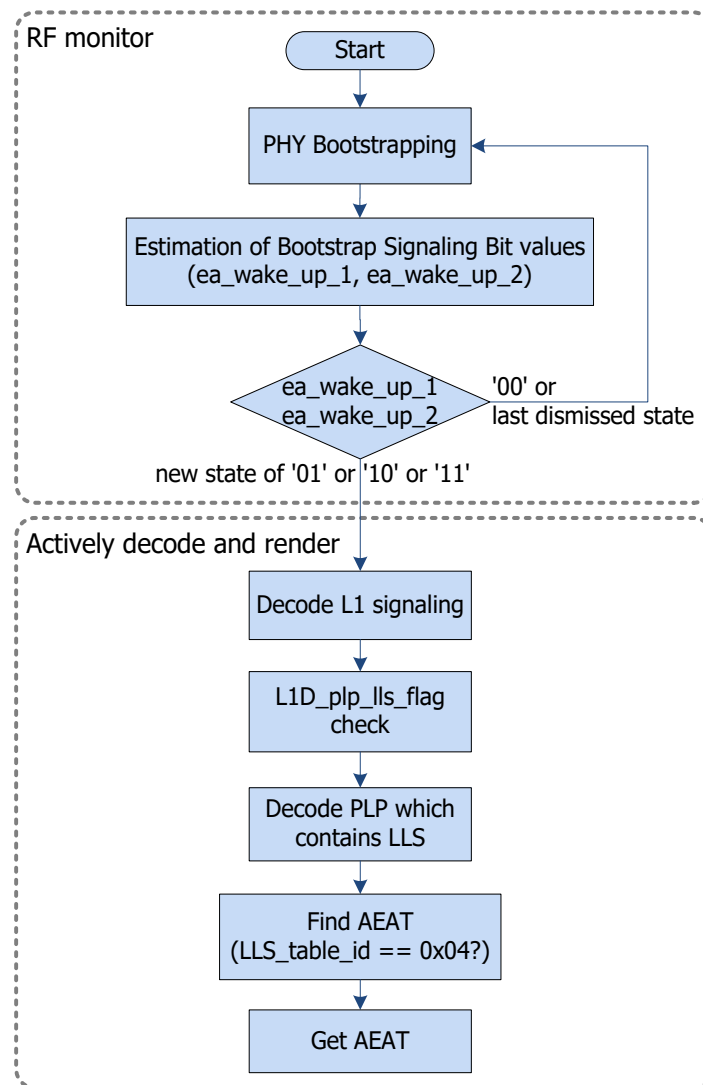 RF monitor
Start
PHY Bootstrapping
Estimation of Bootstrap Signaling Bit values
(ea_wake_up_1, ea_wake_up_2)
ea_wake_up_1
ea_wake_up_2
'00' or
last dismissed state
new state of '01' or '10' or '11'
Actively decode and render
Decode L1 signaling
L1D_plp_lls_flag
check
Decode PLP which
contains LLS
Find AEAT
(LLS_table_id == 0x04?)
Get AEAT